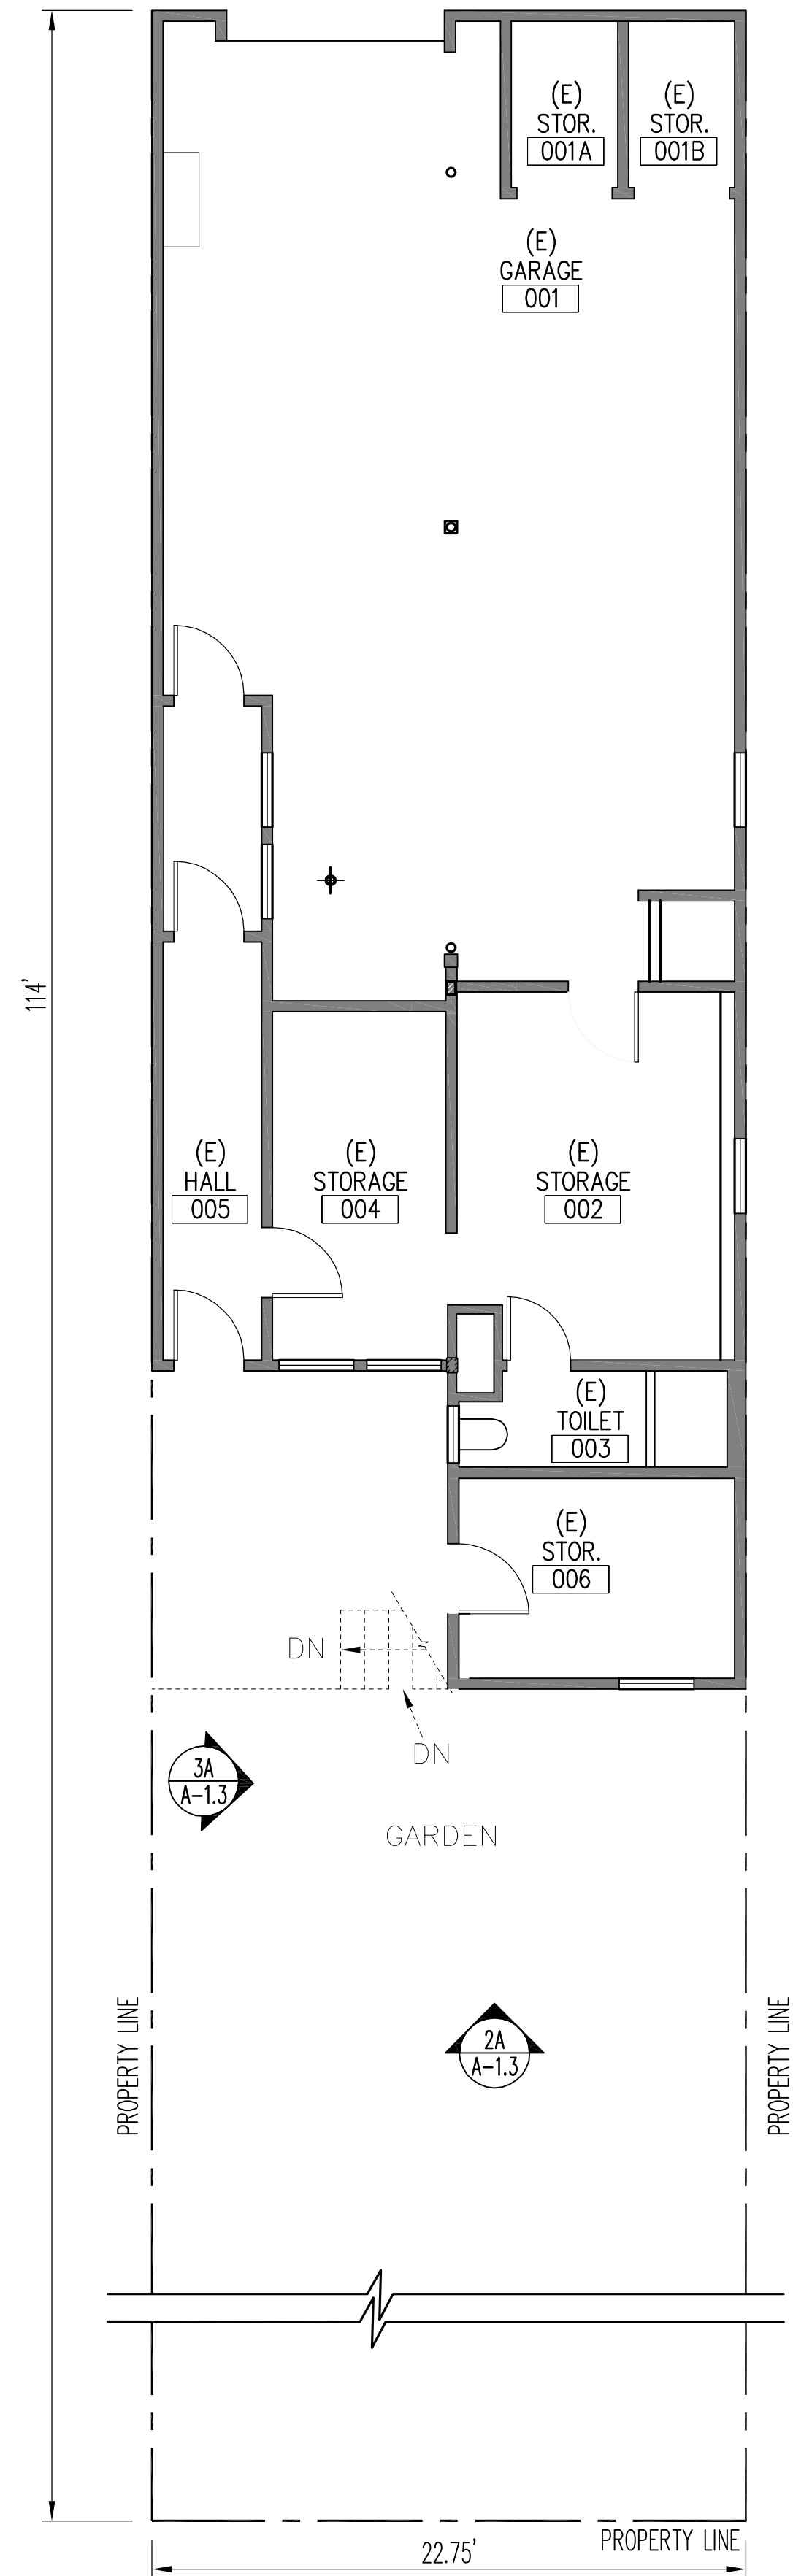 (E)
STOR.
001A
(E)
STOR.
001B
(E)
GARAGE
001
114'
(E)
HALL
005
(E)
STORAGE
004
(E)
STORAGE
002
(E)
TOILET
003
(E)
STOR.
006
DN
DN
3A
A-1.3
GARDEN
PROPERTY LINE
2A
A-1.3
PROPERTY LINE
PROPERTY LINE
22.75'